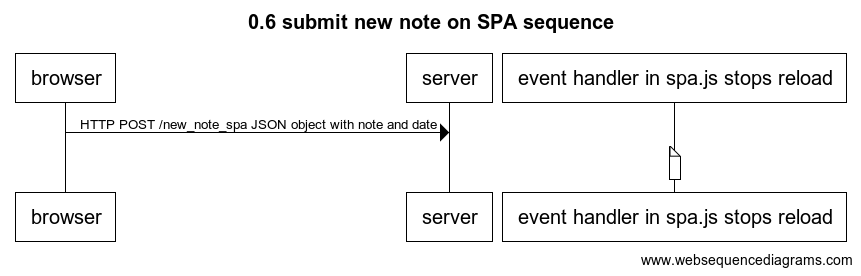 0.6 submit new note on SPA sequence
browser
server
event handler in spa.js stops reload
HTTP POST /new_note_spa JSON object with note and date
browser
server
event handler in spa.js stops reload
www.websequencediagrams.com